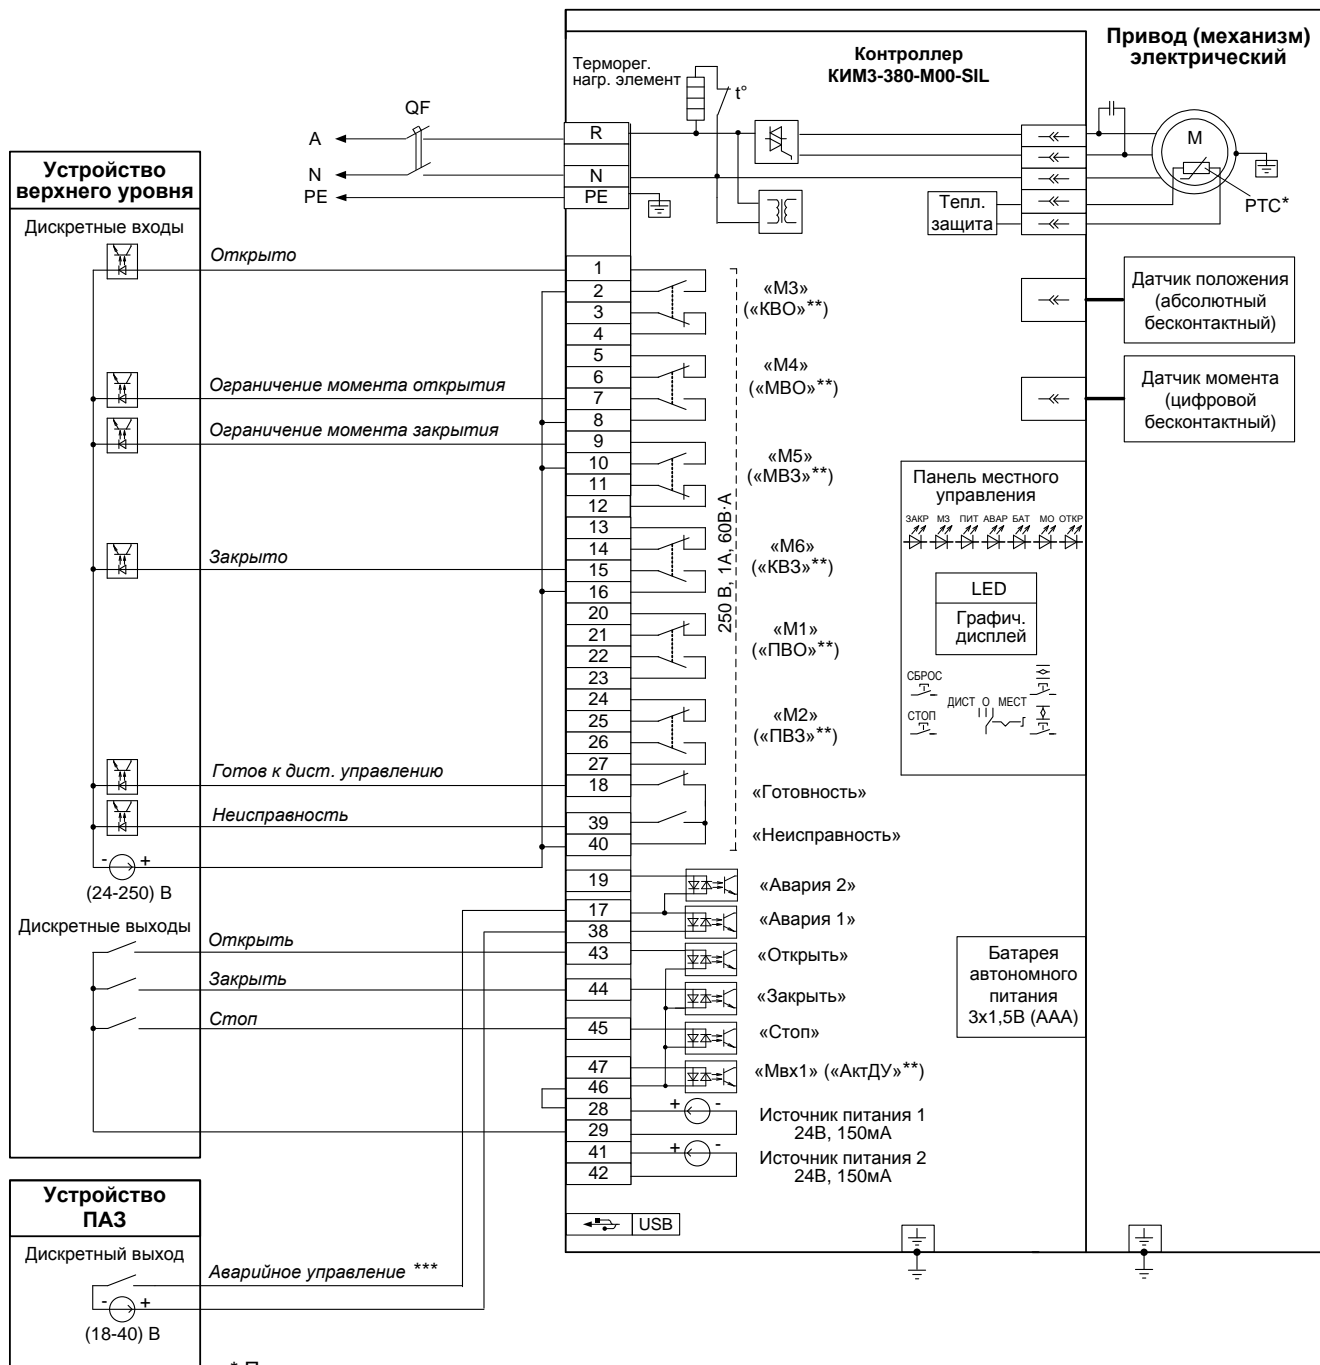 Привод (механизм)
электрический
Контроллер
КИМ3-380-М00-SIL
Терморег.
нагр. элемент
t°
QF
A
N
PE
R
N
PE
M
PTC*
Тепл.
защита
Устройство
верхнего уровня
Дискретные входы
Открыто
Ограничение момента открытия
Ограничение момента закрытия
Закрыто
Готов к дист. управлению
Неисправность
- +
(24-250) В
Дискретные выходы
Открыть
Закрыть
Стоп
1
2
3
4
5
6
7
8
9
10
11
12
13
14
15
16
20
21
22
23
24
25
26
27
18
39
40
19
17
38
43
44
45
47
46
28
29
41
42
«М3»
(«КВО»**)
«М4»
(«МВО»**)
«М5»
(«МВЗ»**)
«М6»
(«КВЗ»**)
«М1»
(«ПВО»**)
«М2»
(«ПВЗ»**)
250 В, 1А, 60В·А
«Готовность»
«Неисправность»
«Авария 2»
«Авария 1»
«Открыть»
«Закрыть»
«Стоп»
«Мвх1» («АктДУ»**)
+ -
Источник питания 1
24В, 150мА
+ -
Источник питания 2
24В, 150мА
USB
Датчик положения
(абсолютный
бесконтактный)
Датчик момента
(цифровой
бесконтактный)
Панель местного
управления
ЗАКР МЗ ПИТ АВАР БАТ МО ОТКР
LED
Графич.
дисплей
СБРОС
ДИСТ О МЕСТ
СТОП
Батарея
автономного
питания
3x1,5В (ААА)
Устройство
ПАЗ
Дискретный выход
Аварийное управление ***
- +
(18-40) В